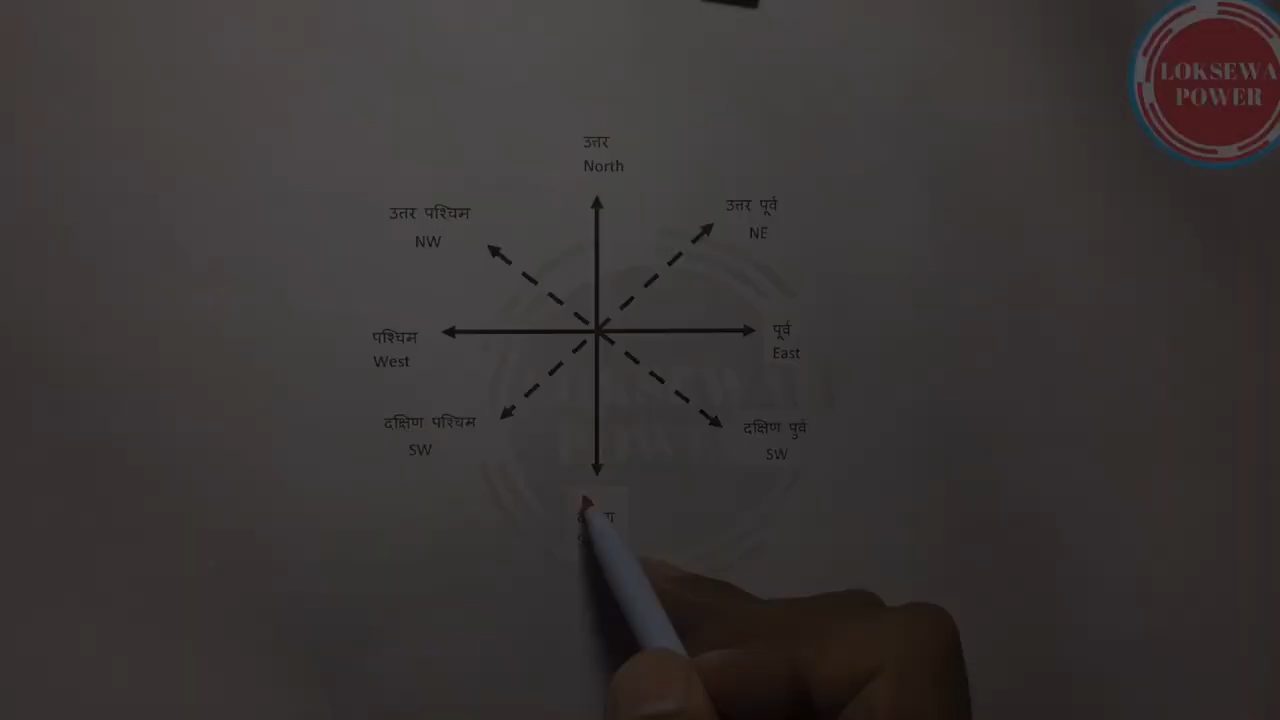 LOKSEWA
POWER
उत्तर
North
उत्तर पश्चिम
NW
उत्तर पूर्व
NE
पश्चिम
West
पूर्व
East
दक्षिण पश्चिम
SW
दक्षिण पुर्व
SW